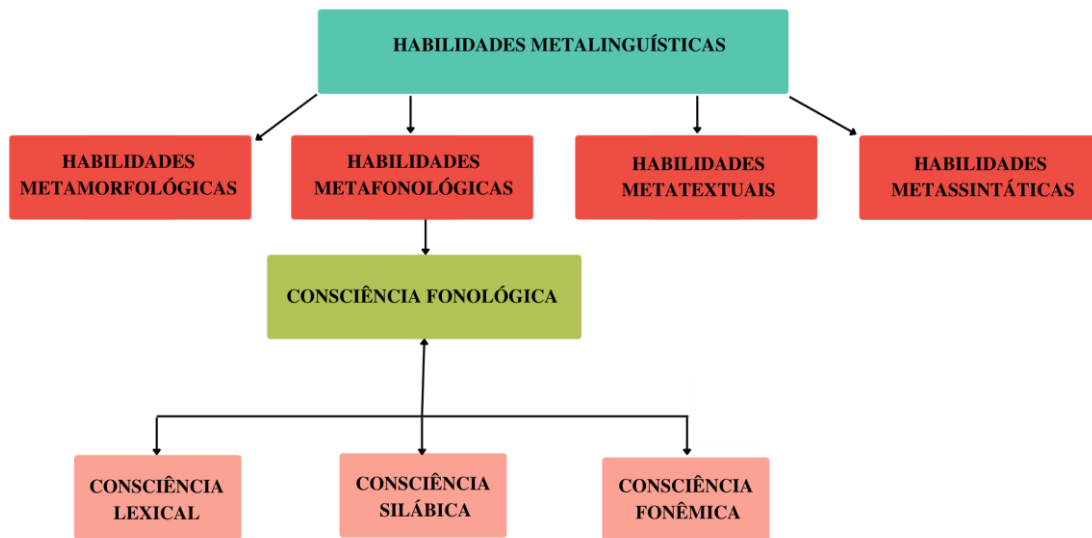 HABILIDADES METALINGUÍSTICAS
HABILIDADES
METAMORFOLÓGICAS
HABILIDADES
METAFONOLÓGICAS
HABILIDADES
METATEXTUAIS
HABILIDADES
METASSINTÁTICAS
CONSCIÊNCIA FONOLÓGICA
CONSCIÊNCIA
LEXICAL
CONSCIÊNCIA
SILÁBICA
CONSCIÊNCIA
FONÊMICA